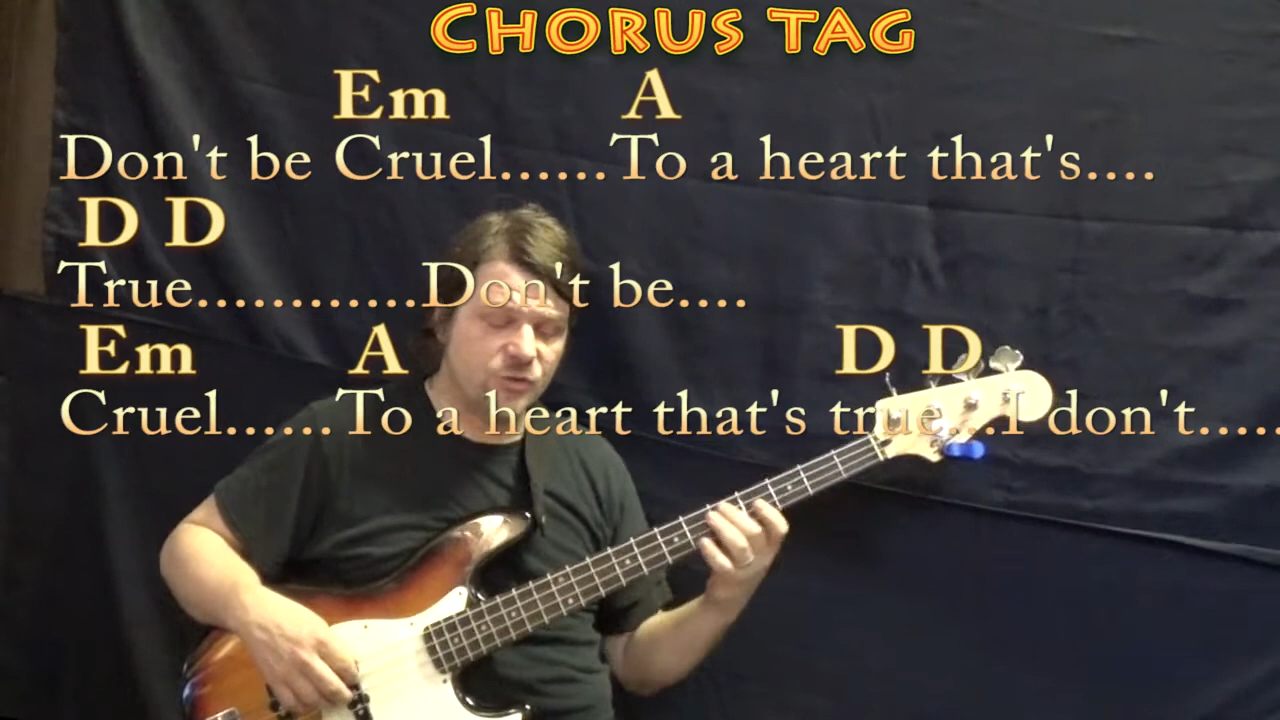 CHORUS TAG
Em A
Don't be Cruel......To a heart that's....
D D
True............Don't be....
Em A D D
Cruel......To a heart that's true...I don't.....